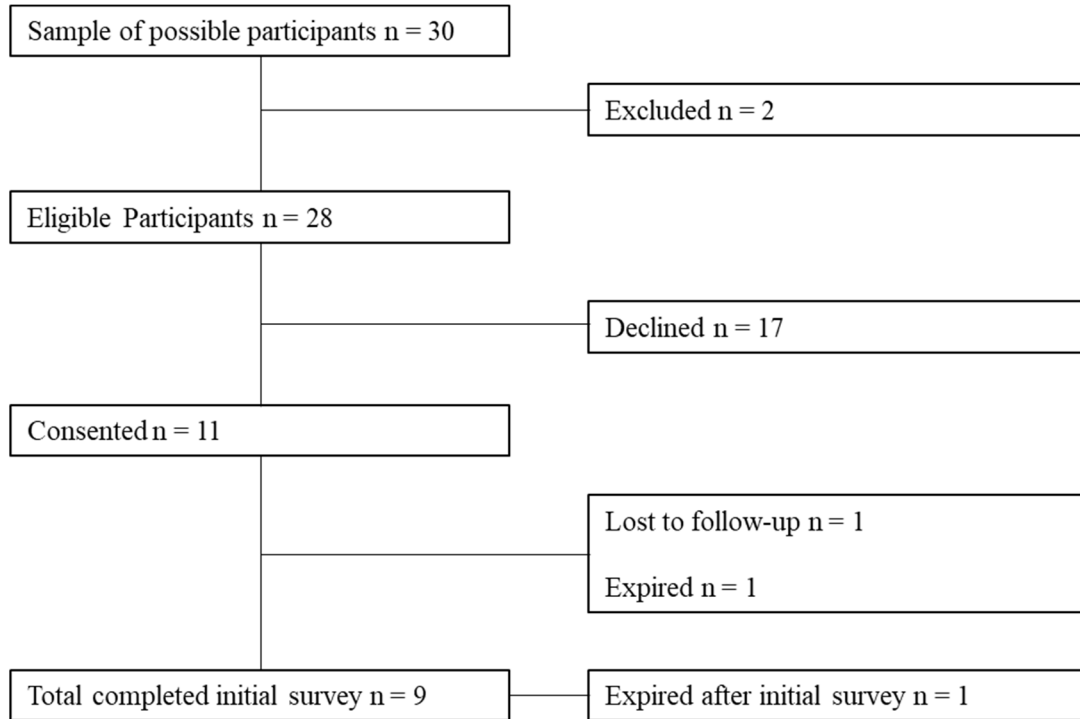 Sample of possible participants n = 30
Excluded n = 2
Eligible Participants n = 28
Declined n = 17
Consented n = 11
Lost to follow-up n = 1
Expired n = 1
Total completed initial survey n = 9
Expired after initial survey n = 1